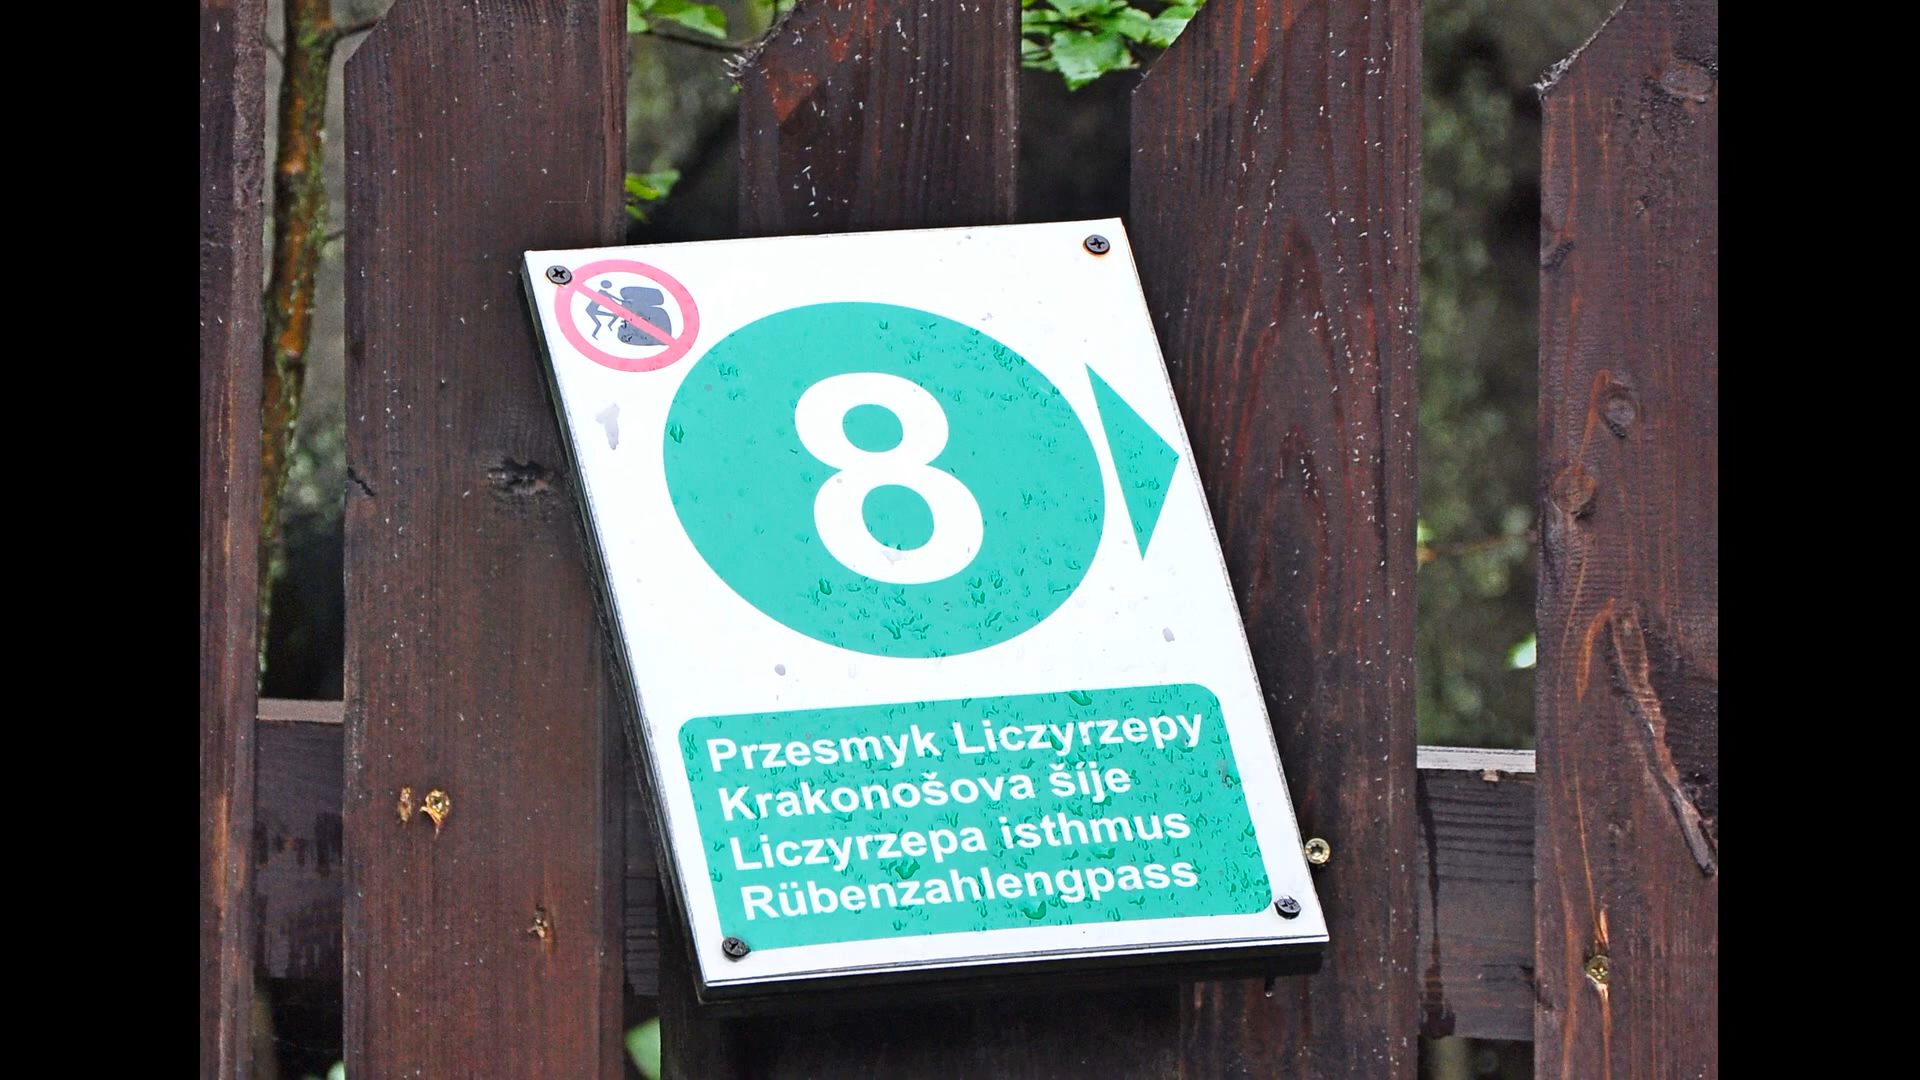 8
Przesmyk Liczyrzepy
Krakonošova šíje
Liczyrzepa isthmus
Rübenzahlengpass